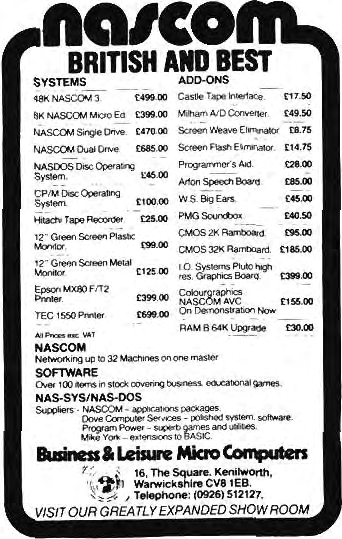 nascom
BRITISH AND BEST
SYSTEMS
48K NASCOM 3. £499.00
8K NASCOM Micro Ed. £399.00
NASCOM Single Drive. £470.00
NASCOM Dual Drive. £685.00
NASDOS Disc Operating
System. £45.00
CP/M Disc Operating
System. £100.00
Hitachi Tape Recorder. £25.00
12" Green Screen Plastic
Monitor. £99.00
12" Green Screen Metal
Monitor. £125.00
Epson MX80 F/T2
Printer. £399.00
TEC 1550 Printer. £699.00
All Prices exc. VAT
ADD-ONS
Castle Tape Interface. £17.50
Milham A/D Converter. £49.50
Screen Weave Eliminator £8.75
Screen Flash Eliminator. £14.75
Programmer's Aid. £28.00
Arfon Speech Board. £85.00
W.S. Big Ears. £45.00
PMG Soundbox. £40.50
CMOS 2K Ramboard. £95.00
CMOS 32K Ramboard. £185.00
I.O. Systems Pluto high
res. Graphics Board. £399.00
Colourgraphics
NASCOM AVC £155.00
On Demonstration Now
RAM B 64K Upgrade £30.00
NASCOM
Networking up to 32 Machines on one master
SOFTWARE
Over 100 items in stock covering business, educational games.
NAS-SYS/NAS-DOS
Suppliers - NASCOM – applications packages.
Dove Computer Services – polished system, software.
Program Power – superb games and utilities.
Mike York – extensions to BASIC.
Business & Leisure Micro Computers
16, The Square, Kenilworth,
Warwickshire CV8 1EB.
Telephone: (0926) 512127.
VISIT OUR GREATLY EXPANDED SHOWROOM